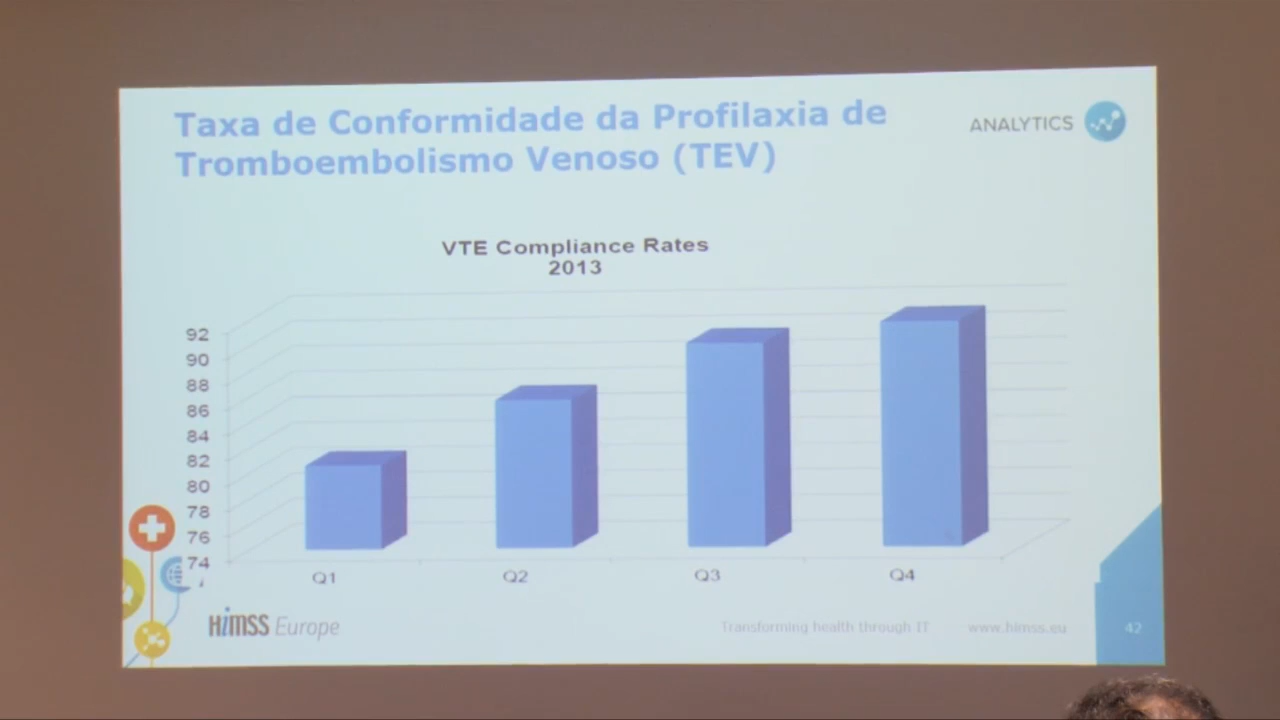 Taxa de Conformidade da Profilaxia de
Tromboembolismo Venoso (TEV)
ANALYTICS
VTE Compliance Rates
2013
92
90
88
86
84
82
80
78
76
74
Q1
Q2
Q3
Q4
HiMSS Europe
Transforming health through IT
www.himss.eu
42